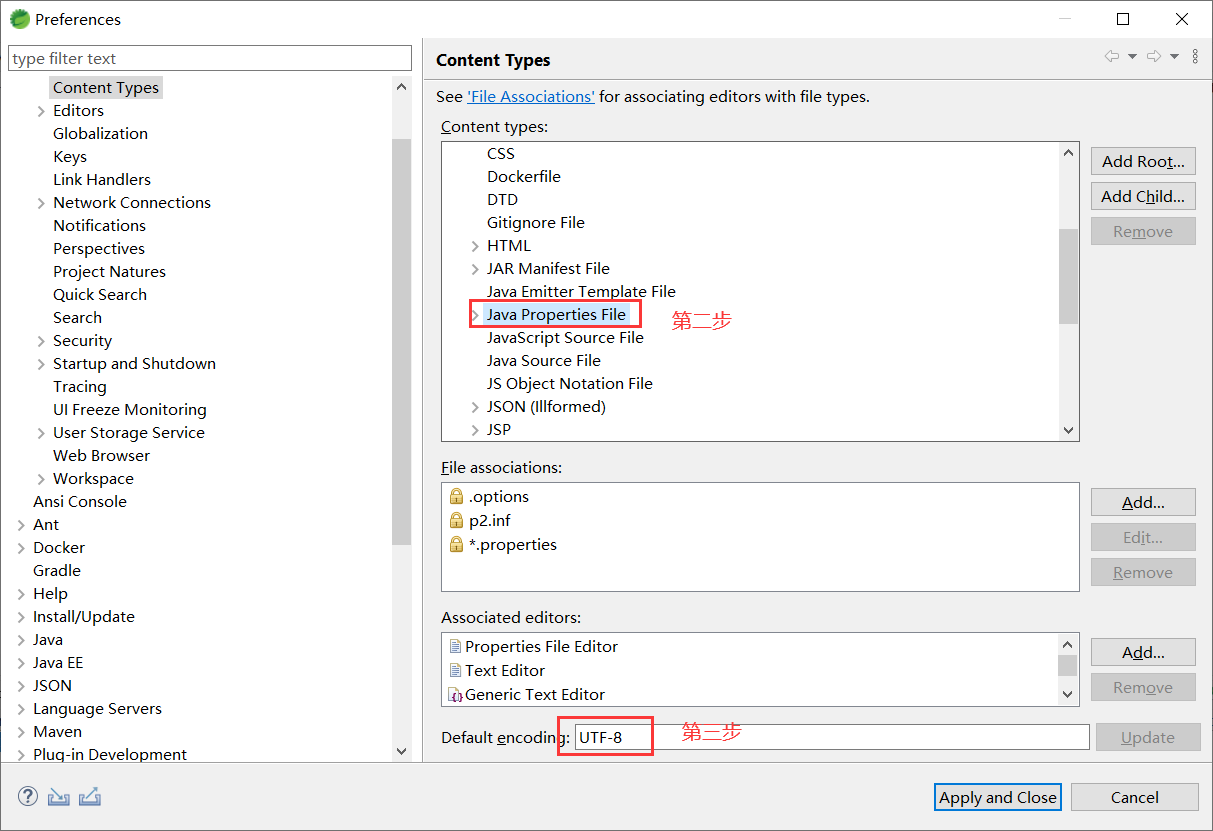 Preferences
type filter text
Content Types
Editors
Globalization
Keys
Link Handlers
Network Connections
Notifications
Perspectives
Project Natures
Quick Search
Search
Security
Startup and Shutdown
Tracing
UI Freeze Monitoring
User Storage Service
Web Browser
Workspace
Ansi Console
Ant
Docker
Gradle
Help
Install/Update
Java
Java EE
JSON
Language Servers
Maven
Plug-in Development
Content Types
See 'File Associations' for associating editors with file types.
Content types:
CSS
Dockerfile
DTD
Gitignore File
HTML
JAR Manifest File
Java Emitter Template File
Java Properties File 第二步
JavaScript Source File
Java Source File
JS Object Notation File
JSON (Illformed)
JSP
Add Root...
Add Child...
Remove
File associations:
.options
p2.inf
*.properties
Add...
Edit...
Remove
Associated editors:
Properties File Editor
Text Editor
Generic Text Editor
Add...
Remove
Default encoding: UTF-8 第三步
Update
Apply and Close
Cancel